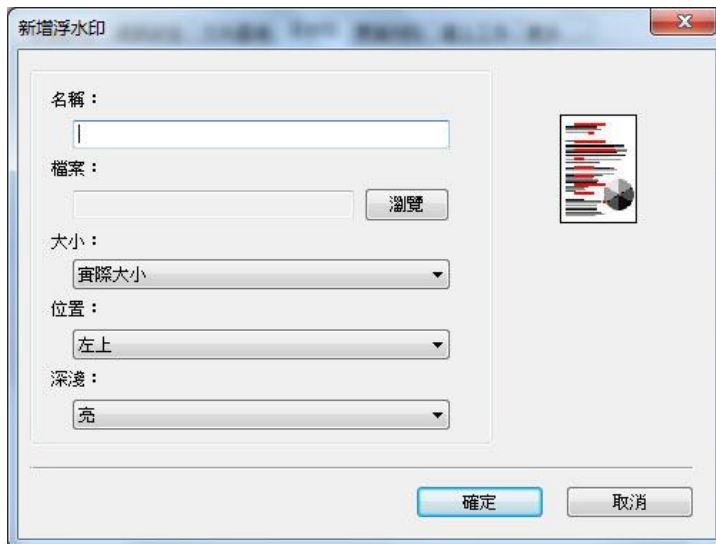 新增浮水印
名稱：
檔案：
瀏覽
大小：
實際大小
位置：
左上
深淺：
亮
確定
取消